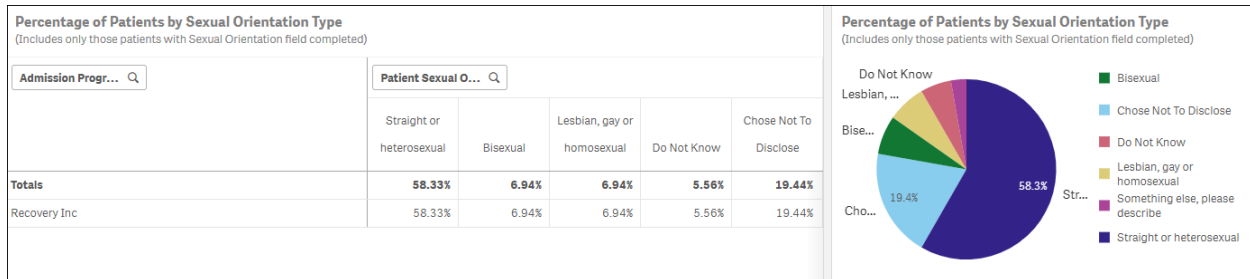 Percentage of Patients by Sexual Orientation Type
(Includes only those patients with Sexual Orientation field completed)
Admission Progr...
Patient Sexual O...
Straight or
heterosexual
Bisexual
Lesbian, gay or
homosexual
Do Not Know
Chose Not To
Disclose
Totals 58.33% 6.94% 6.94% 5.56% 19.44%
Recovery Inc 58.33% 6.94% 6.94% 5.56% 19.44%
Percentage of Patients by Sexual Orientation Type
(Includes only those patients with Sexual Orientation field completed)
Do Not Know
Lesbian, ...
Bise...
Cho...
19.4%
58.3%
Str...
Bisexual
Chose Not To Disclose
Do Not Know
Lesbian, gay or
homosexual
Something else, please
describe
Straight or heterosexual